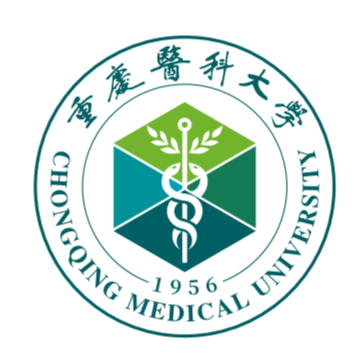 重慶醫科大學
1956
CHONGQING MEDICAL UNIVERSITY